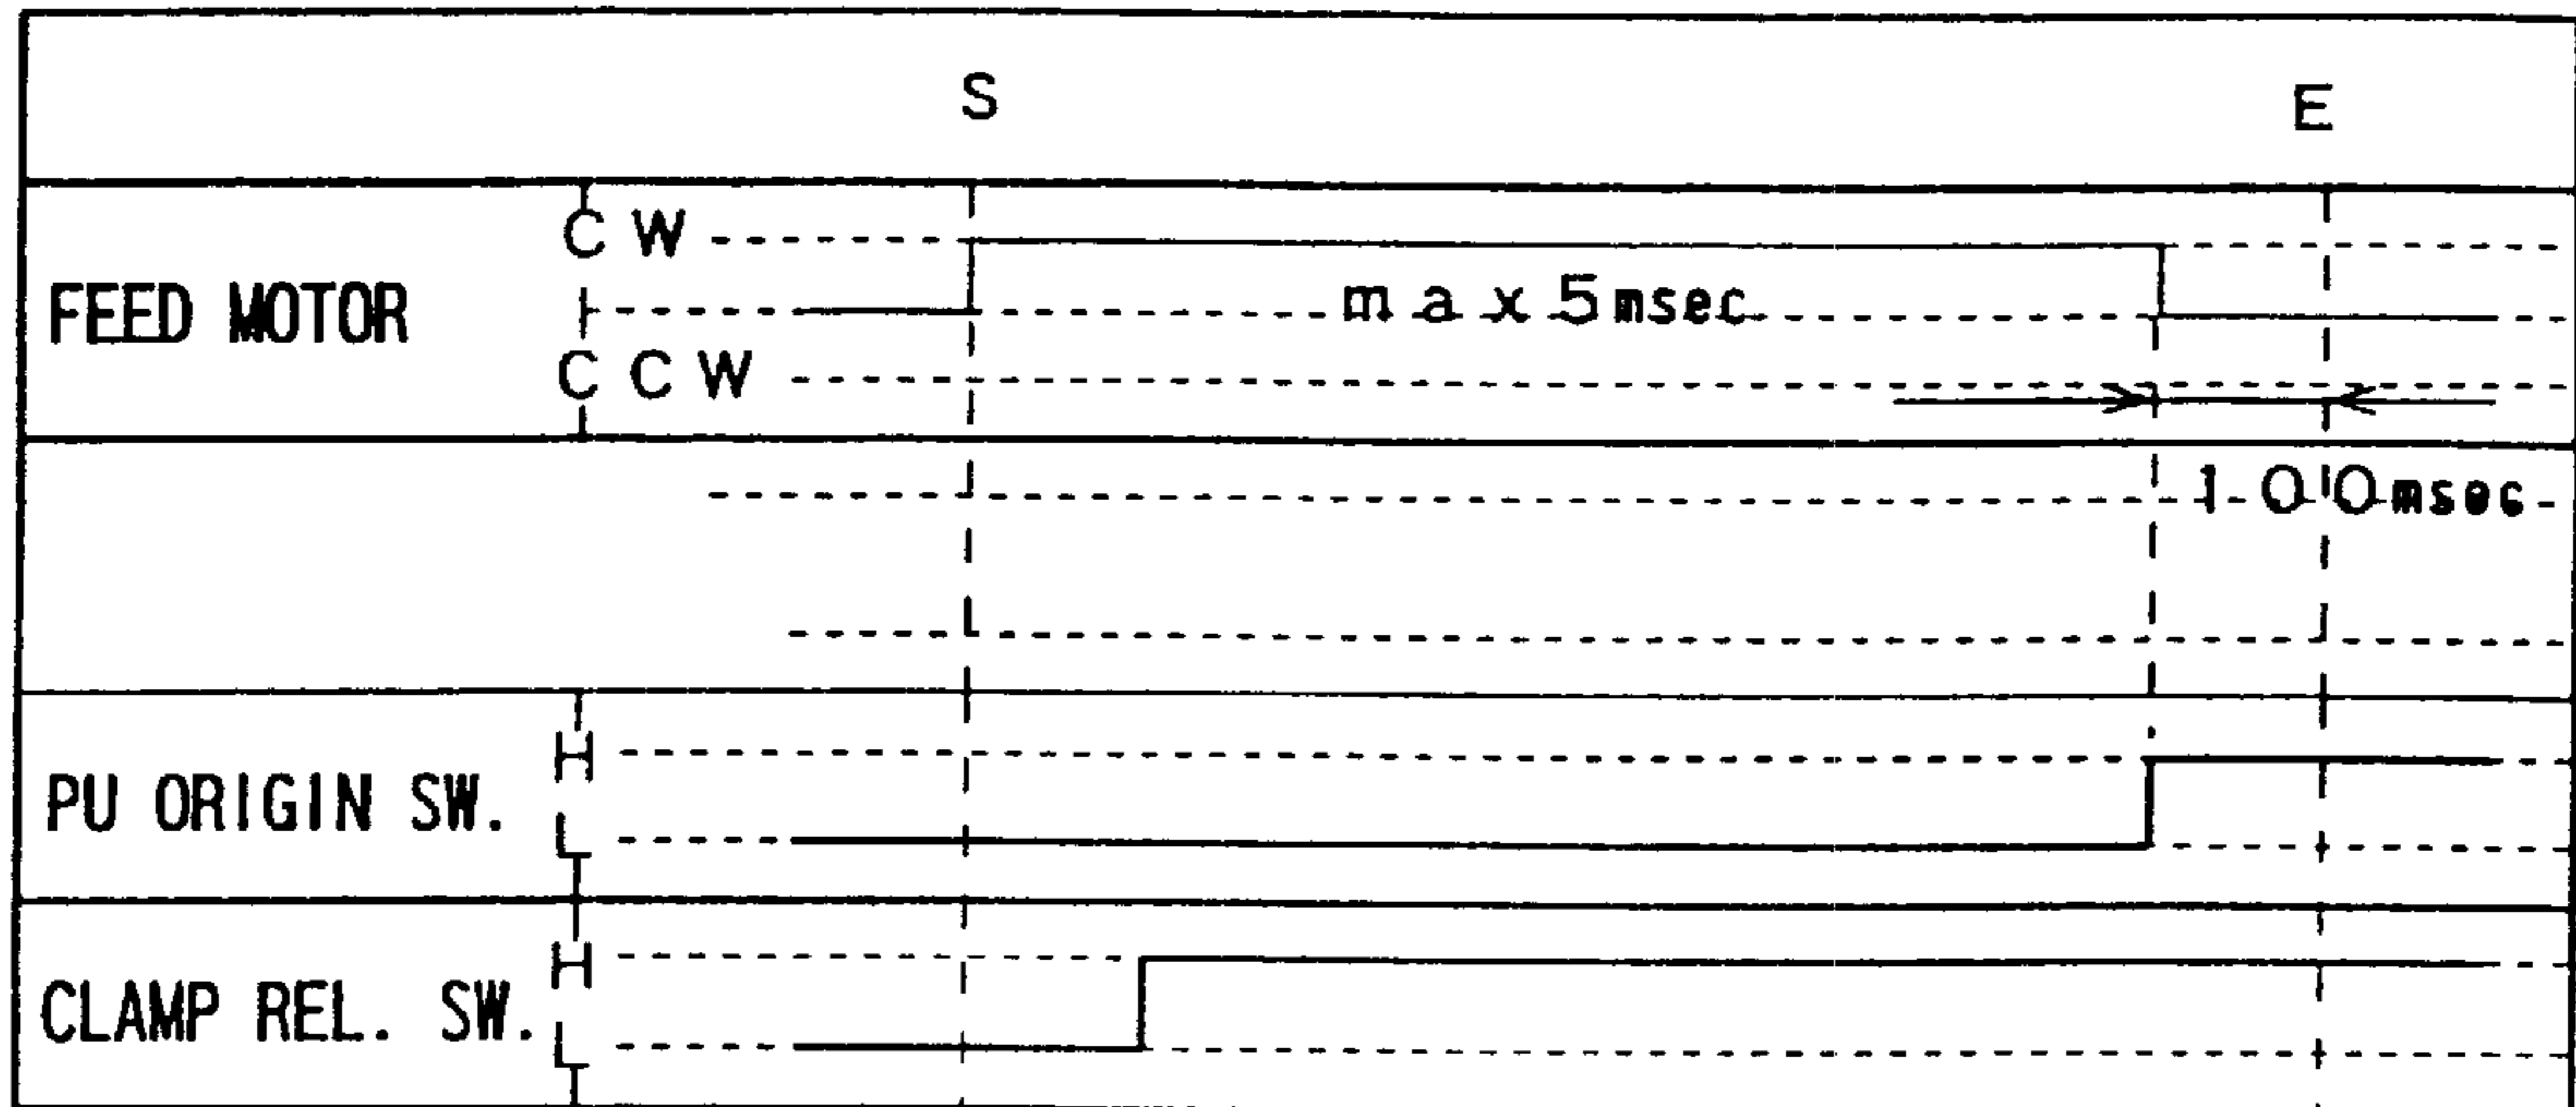 S E
CW
FEED MOTOR max 5msec
CCW
100msec
H
PU ORIGIN SW.
L
H
CLAMP REL. SW.
L